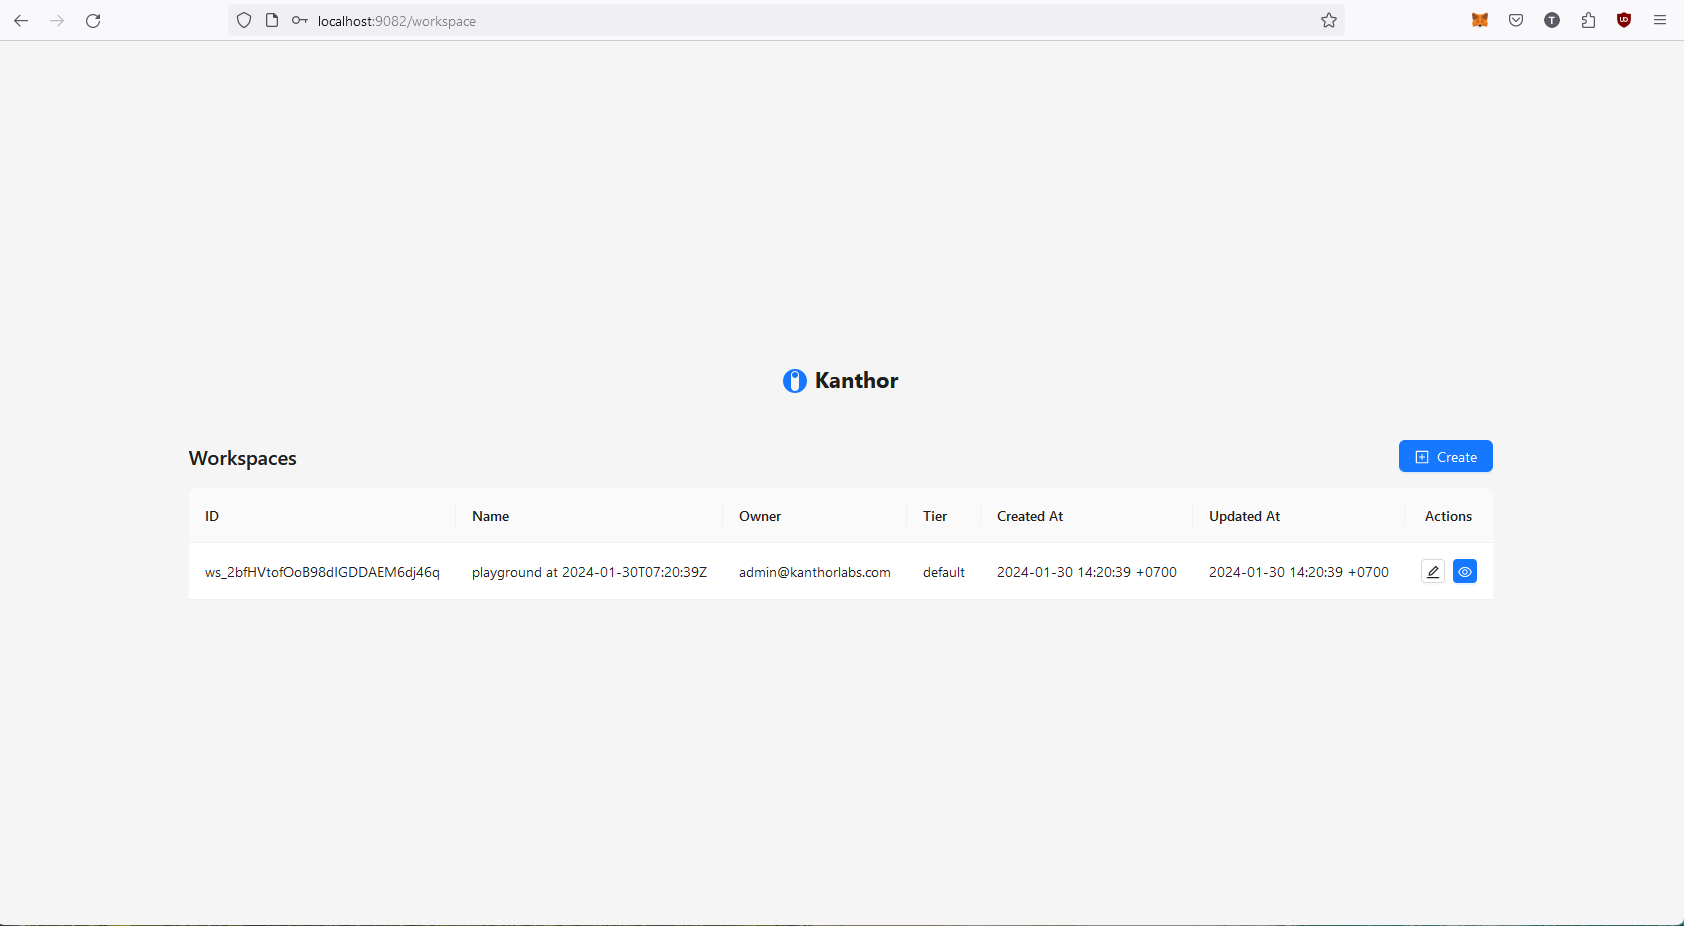 localhost:9082/workspace
Kanthor
Workspaces
Create
ID Name Owner Tier Created At Updated At Actions
ws_2bfHVtofOoB98dIGDDAEM6dj46q playground at 2024-01-30T07:20:39Z admin@kanthorlabs.com default 2024-01-30 14:20:39 +0700 2024-01-30 14:20:39 +0700